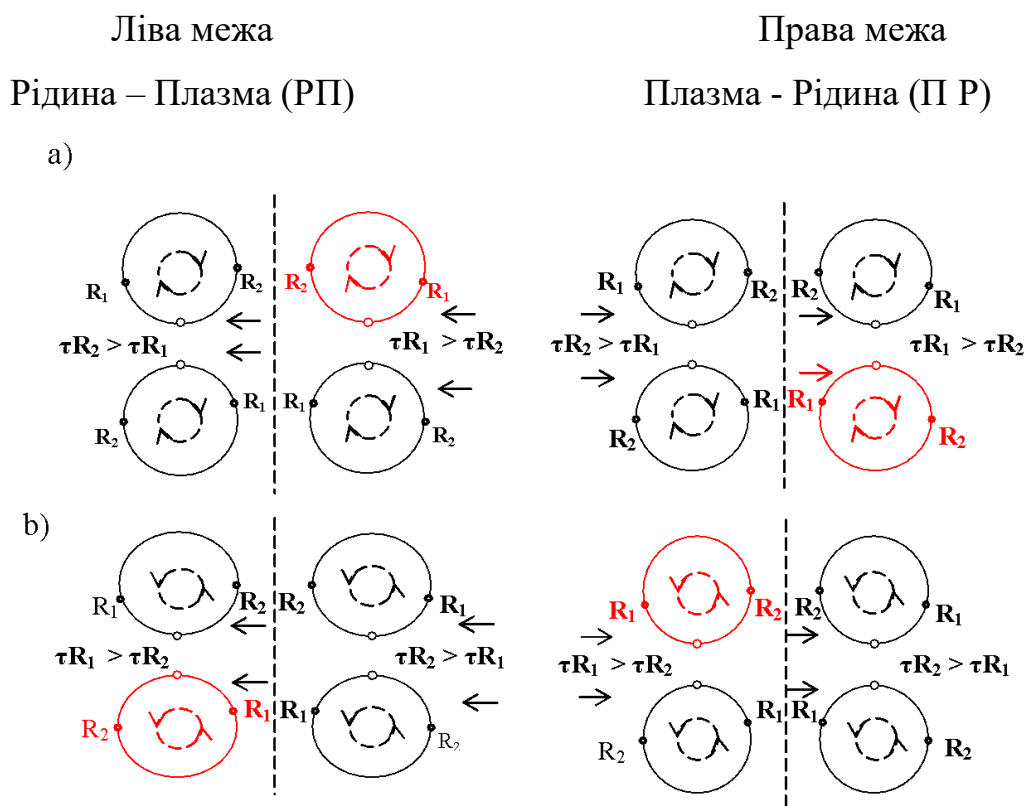 Ліва межа Права межа
Рідина – Плазма (РП) Плазма - Рідина (П Р)
a)
R₁ R₂ R₂ R₁ R₁ R₂ R₂ R₁
τR₂ > τR₁ τR₁ > τR₂ τR₂ > τR₁ τR₁ > τR₂
R₂ R₁ R₁ R₂ R₂ R₁ R₁ R₂
b)
R₁ R₂ R₂ R₁ R₁ R₂ R₂ R₁
τR₁ > τR₂ τR₂ > τR₁ τR₁ > τR₂ τR₂ > τR₁
R₂ R₁ R₁ R₂ R₂ R₁ R₁ R₂